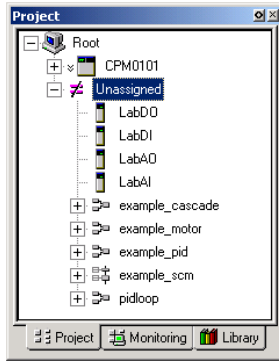 Project
Root
CPM0101
Unassigned
LabDO
LabDI
LabAO
LabAI
example_cascade
example_motor
example_pid
example_scm
pidloop
Project Monitoring Library